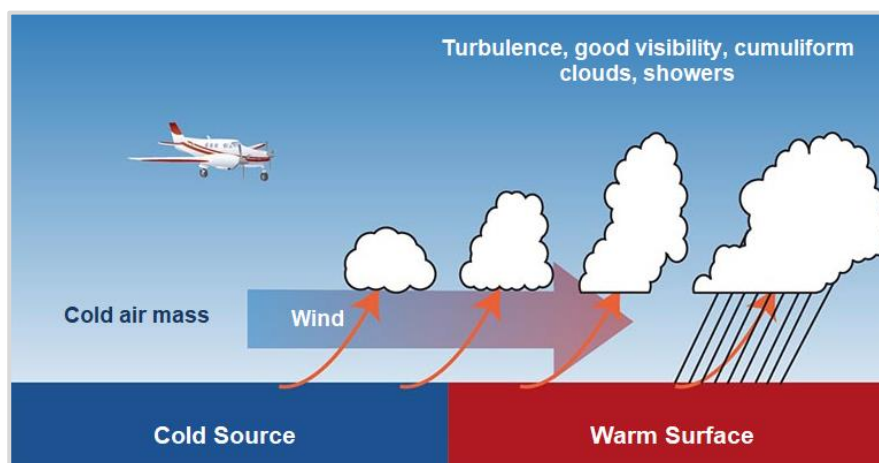 Turbulence, good visibility, cumuliform
clouds, showers
Cold air mass
Wind
Cold Source
Warm Surface